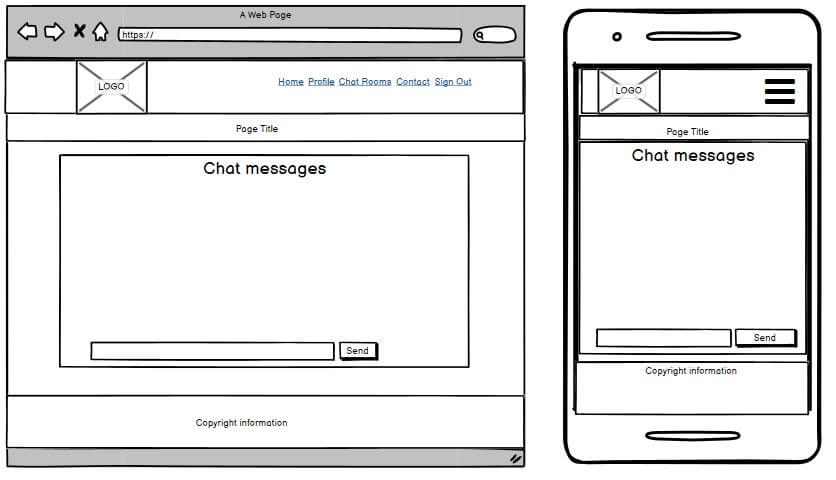 A Web Page
https://
LOGO
Home Profile Chat Rooms Contact Sign Out
Page Title
Chat messages
Send
Copyright information
LOGO
Page Title
Chat messages
Send
Copyright information